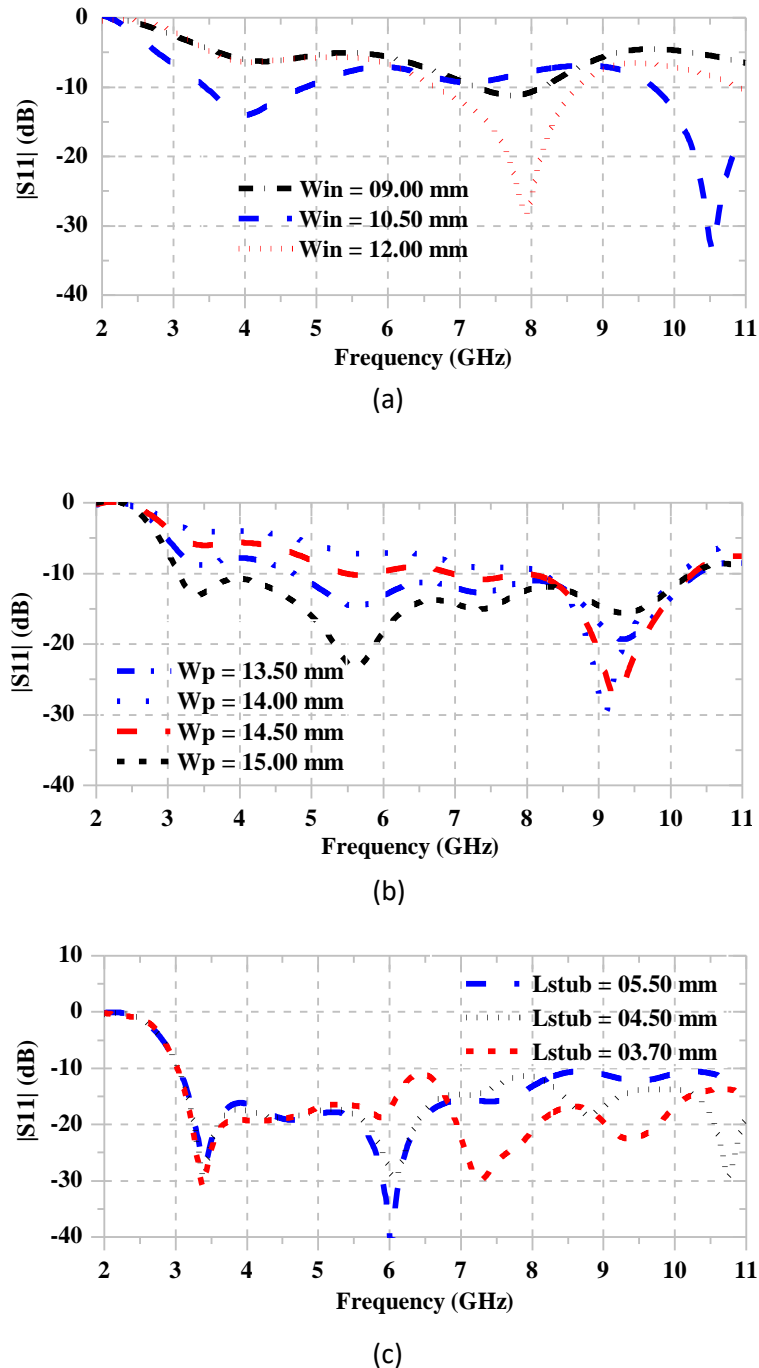 0
-10
-20
-30
-40
|S11| (dB)
Win = 09.00 mm
Win = 10.50 mm
Win = 12.00 mm
2 3 4 5 6 7 8 9 10 11
Frequency (GHz)
(a)
0
-10
-20
-30
-40
|S11| (dB)
Wp = 13.50 mm
Wp = 14.00 mm
Wp = 14.50 mm
Wp = 15.00 mm
2 3 4 5 6 7 8 9 10 11
Frequency (GHz)
(b)
10
0
-10
-20
-30
-40
|S11| (dB)
Lstub = 05.50 mm
Lstub = 04.50 mm
Lstub = 03.70 mm
2 3 4 5 6 7 8 9 10 11
Frequency (GHz)
(c)